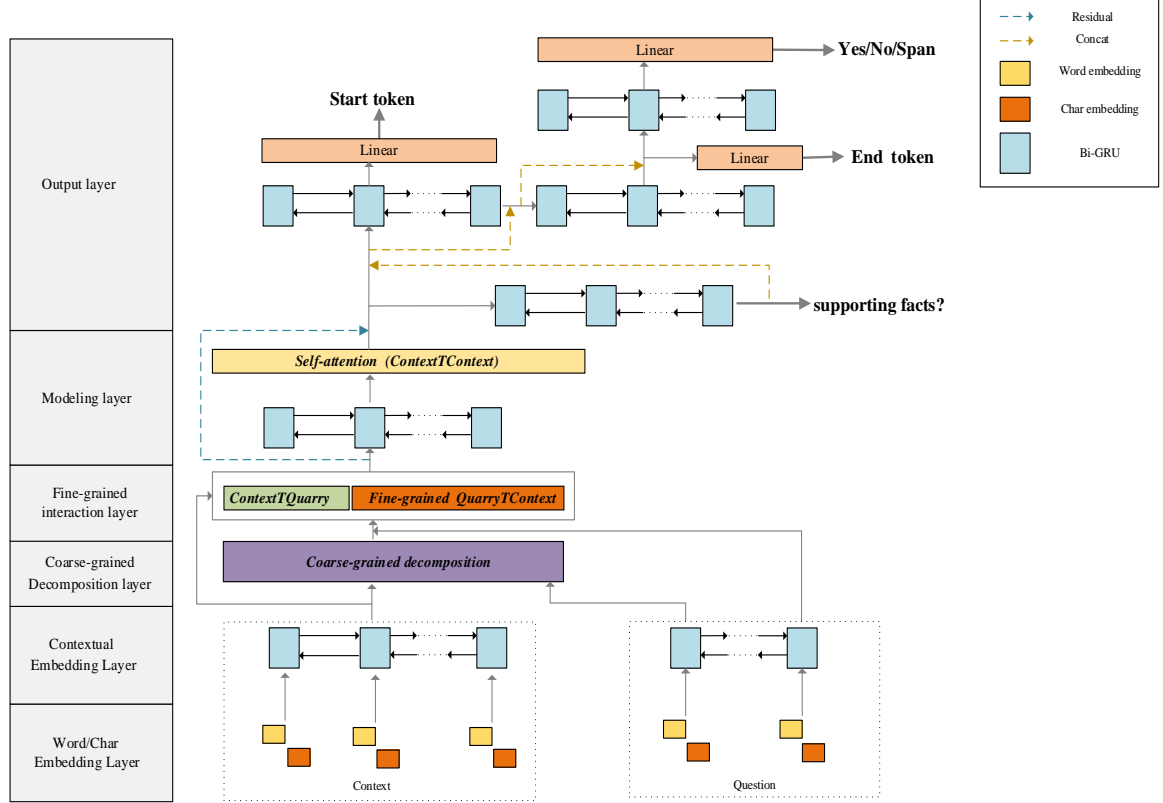 Residual
Concat
Word embedding
Char embedding
Bi-GRU
Linear
Yes/No/Span
Start token
Linear
Linear
End token
Output layer
supporting facts?
Self-attention (ContextTContext)
Modeling layer
Fine-grained
interaction layer
ContextTQuarry
Fine-grained QuarryTContext
Coarse-grained
Decomposition layer
Coarse-grained decomposition
Contextual
Embedding Layer
Word/Char
Embedding Layer
Context
Question